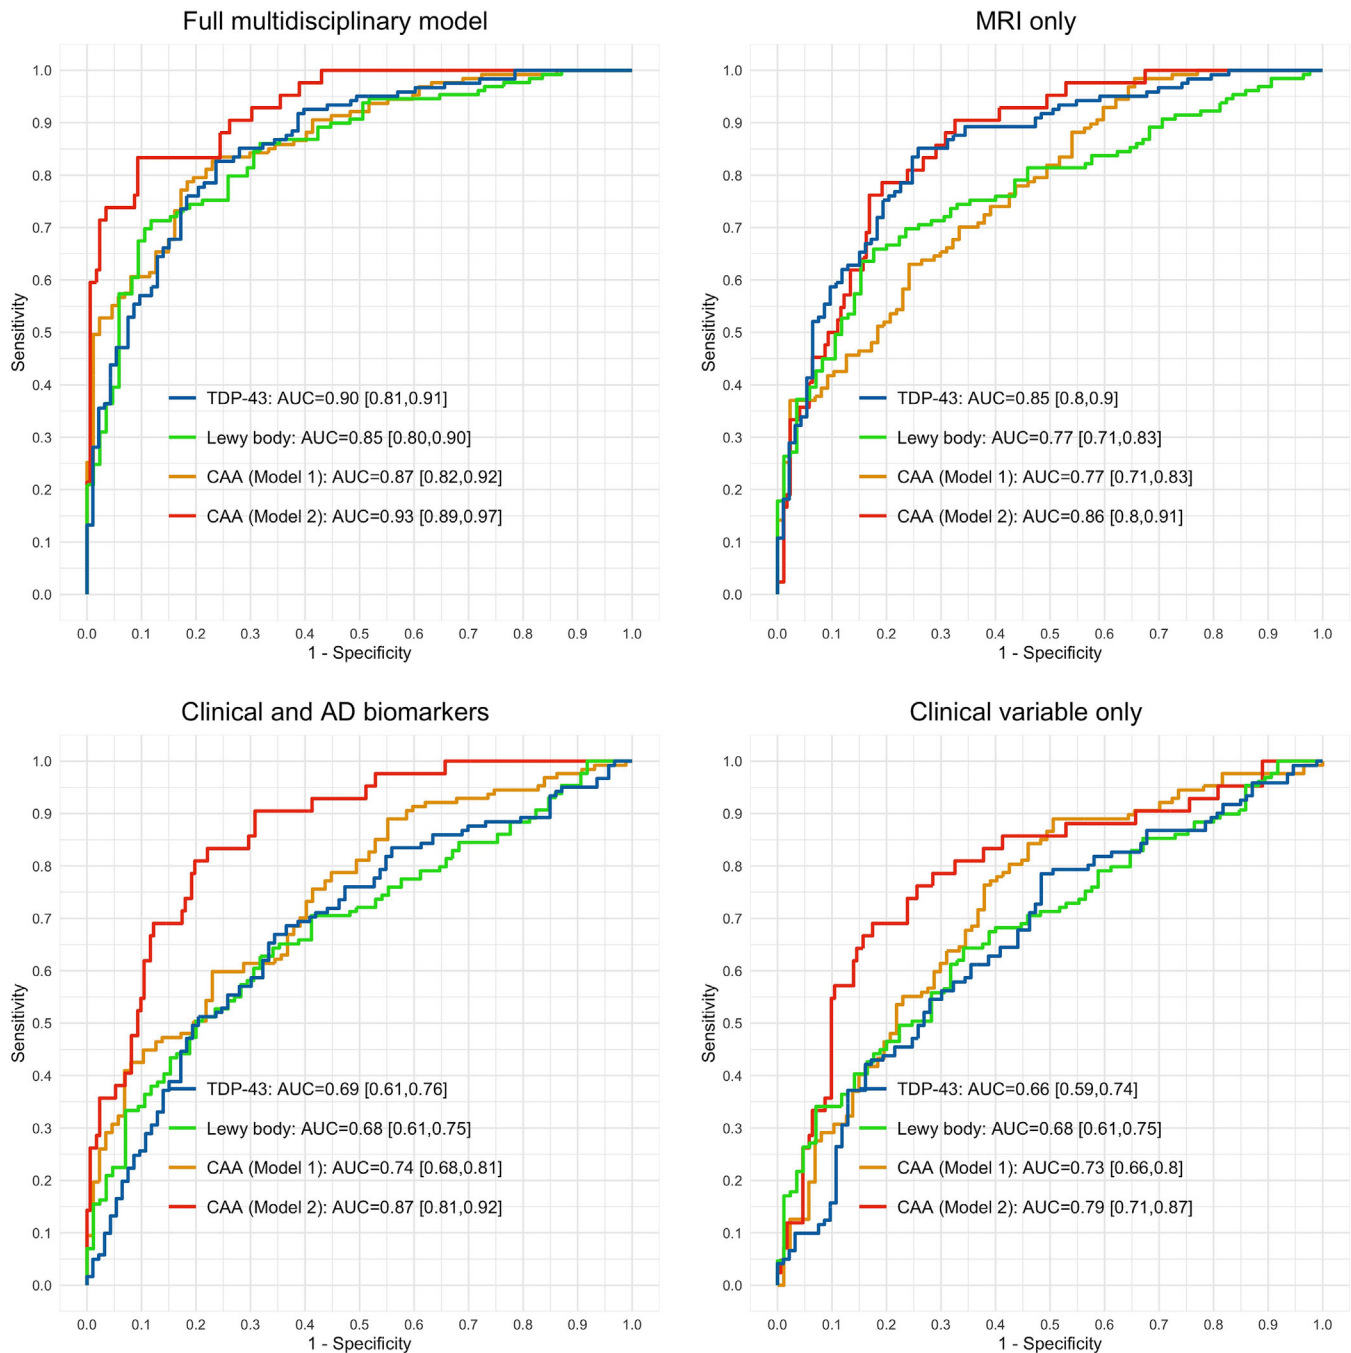 Full multidisciplinary model
1.0
0.9
0.8
0.7
0.6
0.5
0.4
0.3
0.2
0.1
0.0
Sensitivity
TDP-43: AUC=0.90 [0.81,0.91]
Lewy body: AUC=0.85 [0.80,0.90]
CAA (Model 1): AUC=0.87 [0.82,0.92]
CAA (Model 2): AUC=0.93 [0.89,0.97]
0.0 0.1 0.2 0.3 0.4 0.5 0.6 0.7 0.8 0.9 1.0
1 - Specificity
MRI only
1.0
0.9
0.8
0.7
0.6
0.5
0.4
0.3
0.2
0.1
0.0
Sensitivity
TDP-43: AUC=0.85 [0.8,0.9]
Lewy body: AUC=0.77 [0.71,0.83]
CAA (Model 1): AUC=0.77 [0.71,0.83]
CAA (Model 2): AUC=0.86 [0.8,0.91]
0.0 0.1 0.2 0.3 0.4 0.5 0.6 0.7 0.8 0.9 1.0
1 - Specificity
Clinical and AD biomarkers
1.0
0.9
0.8
0.7
0.6
0.5
0.4
0.3
0.2
0.1
0.0
Sensitivity
TDP-43: AUC=0.69 [0.61,0.76]
Lewy body: AUC=0.68 [0.61,0.75]
CAA (Model 1): AUC=0.74 [0.68,0.81]
CAA (Model 2): AUC=0.87 [0.81,0.92]
0.0 0.1 0.2 0.3 0.4 0.5 0.6 0.7 0.8 0.9 1.0
1 - Specificity
Clinical variable only
1.0
0.9
0.8
0.7
0.6
0.5
0.4
0.3
0.2
0.1
0.0
Sensitivity
TDP-43: AUC=0.66 [0.59,0.74]
Lewy body: AUC=0.68 [0.61,0.75]
CAA (Model 1): AUC=0.73 [0.66,0.8]
CAA (Model 2): AUC=0.79 [0.71,0.87]
0.0 0.1 0.2 0.3 0.4 0.5 0.6 0.7 0.8 0.9 1.0
1 - Specificity